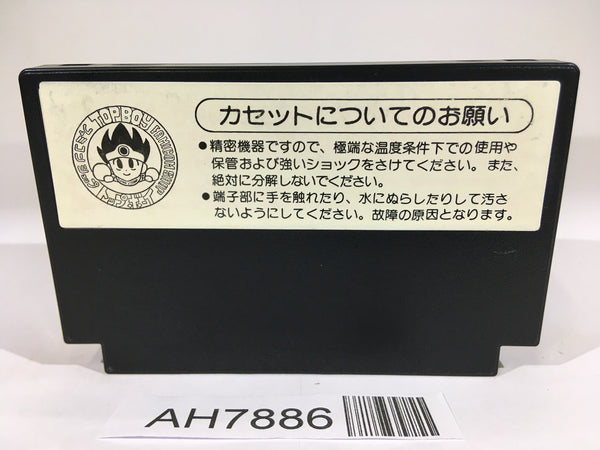 TOPBOY
カセットについてのお願い
●精密機器ですので、極端な温度条件下での使用や
保管および強いショックをさけてください。また、
絶対に分解しないでください。
●端子部に手を触れたり、水にぬらしたりして汚さ
ないようにしてください。故障の原因となります。
AH7886